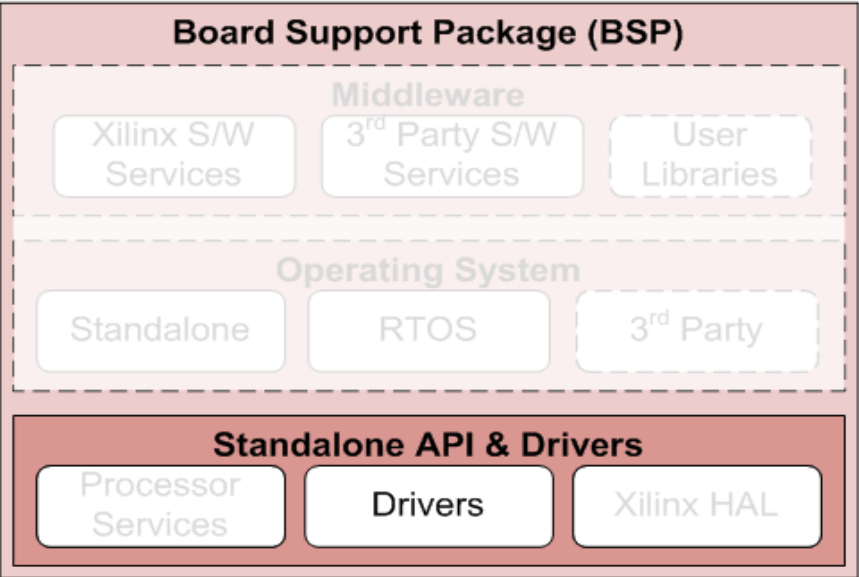 Board Support Package (BSP)
Middleware
Xilinx S/W
Services
3rd Party S/W
Services
User
Libraries
Operating System
Standalone
RTOS
3rd Party
Standalone API & Drivers
Processor
Services
Drivers
Xilinx HAL